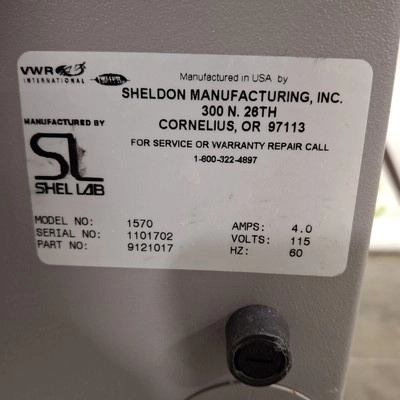 VWR
INTERNATIONAL
Manufactured in USA by
SHELDON MANUFACTURING, INC.
300 N. 26TH
CORNELIUS, OR 97113
FOR SERVICE OR WARRANTY REPAIR CALL
1-800-322-4897
MANUFACTURED BY
SL
SHEL LAB
MODEL NO: 1570
SERIAL NO: 1101702
PART NO: 9121017
AMPS: 4.0
VOLTS: 115
HZ: 60